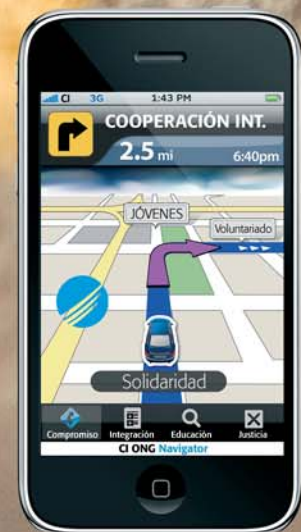 CI 3G 1:43 PM
COOPERACIÓN INT.
2.5 mi 6:40pm
JÓVENES
Voluntariado
Solidaridad
Compromiso Integración Educación Justicia
CI ONG Navigator